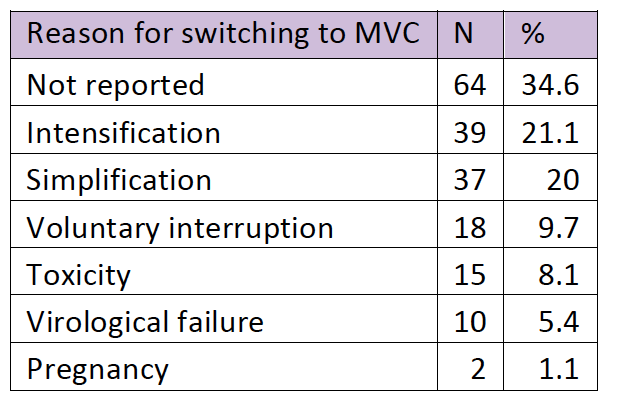 Reason for switching to MVC N %
Not reported 64 34.6
Intensification 39 21.1
Simplification 37 20
Voluntary interruption 18 9.7
Toxicity 15 8.1
Virological failure 10 5.4
Pregnancy 2 1.1